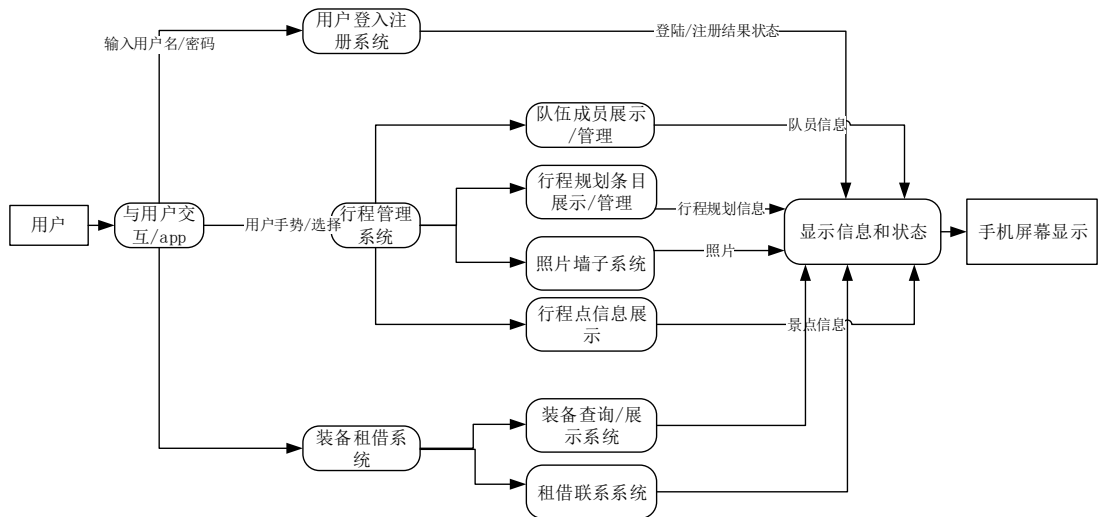 用户登入注
册系统
输入用户名/密码
登陆/注册结果状态
队伍成员展示
/管理
队员信息
行程规划条目
展示/管理
行程规划信息
用户
与用户交
互/app
用户手势/选择
行程管理
系统
显示信息和状态
手机屏幕显示
照片墙子系统
照片
行程点信息展
示
景点信息
装备租借系
统
装备查询/展
示系统
租借联系系统